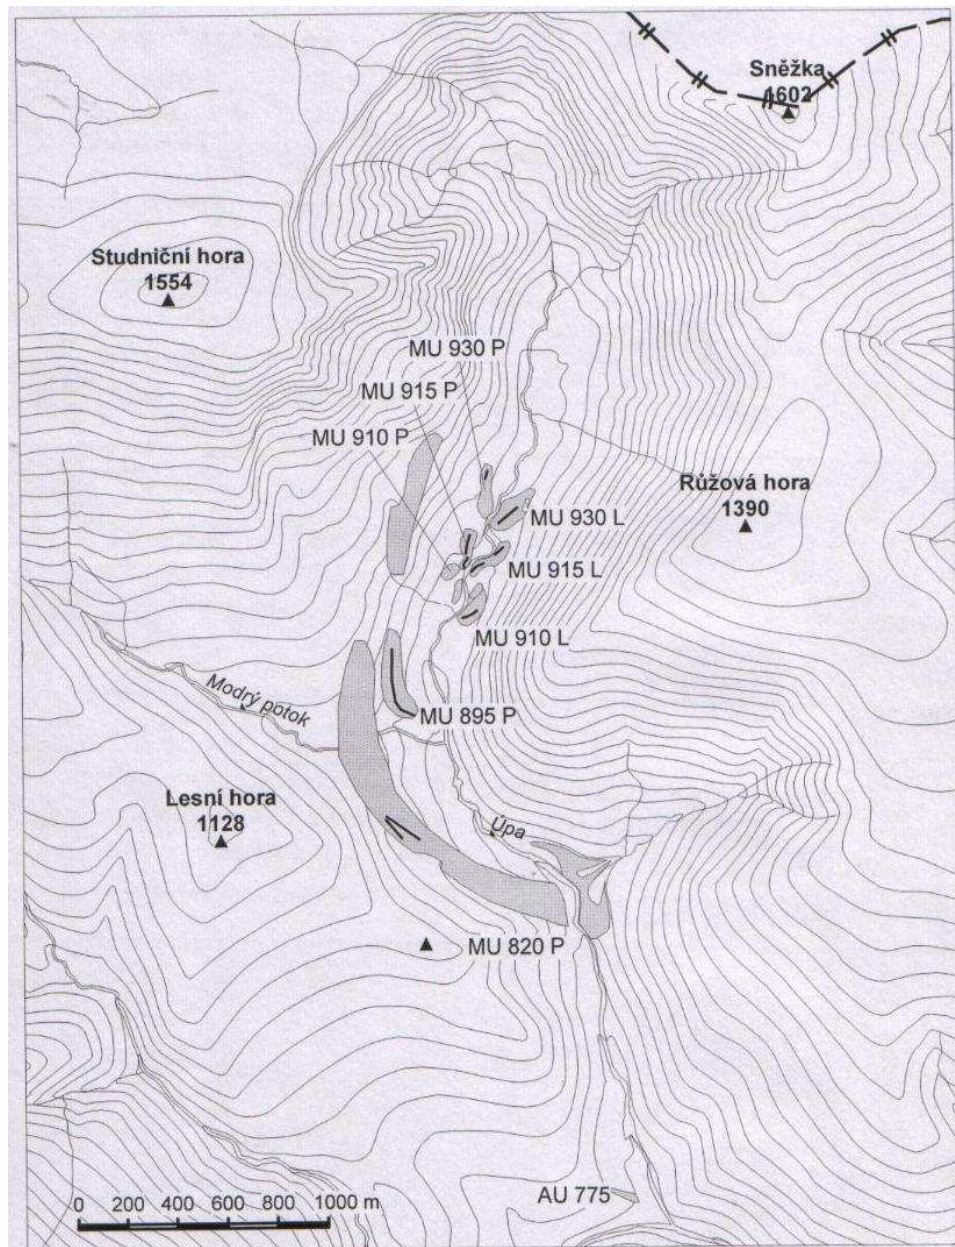 Sněžka
1602
Studniční hora
1554
MU 930 P
MU 915 P
MU 910 P
Růžová hora
1390
MU 930 L
MU 915 L
MU 910 L
Modrý potok
MU 895 P
Lesní hora
1128
Úpa
MU 820 P
AU 775
0 200 400 600 800 1000 m